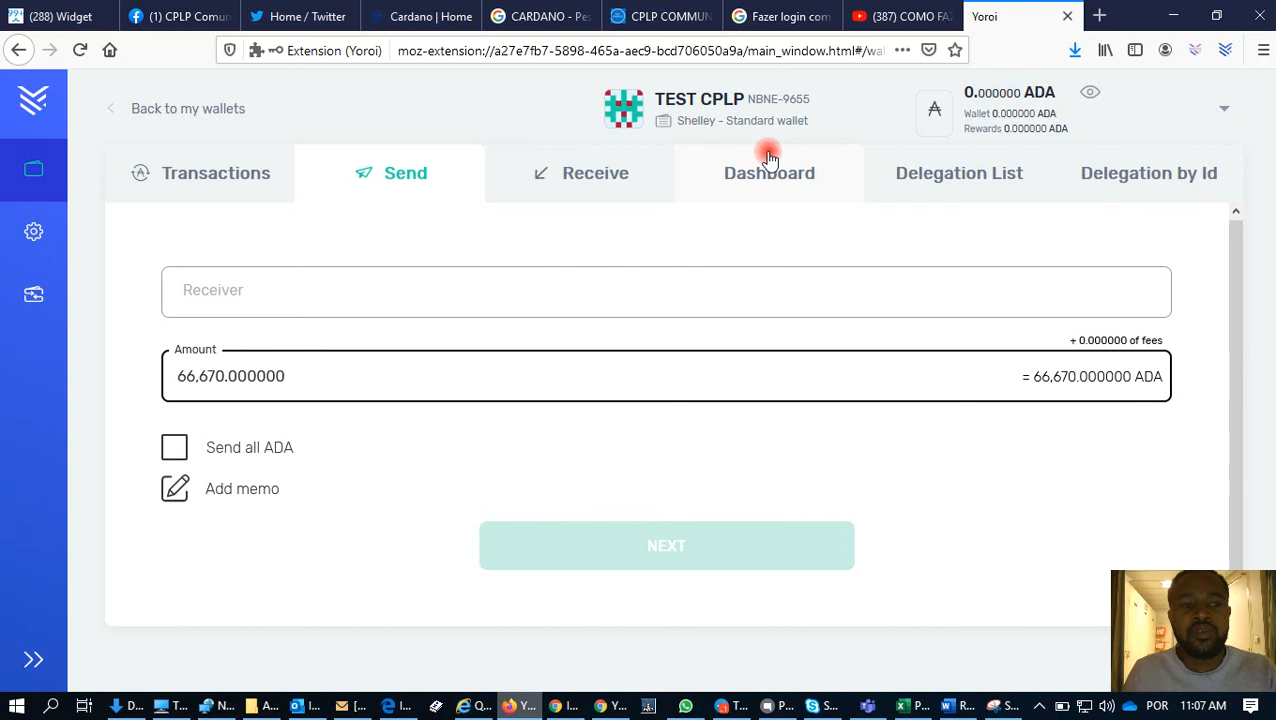 (288) Widget
(1) CPLP Comun
Home / Twitter
Cardano | Home
CARDANO - Pes
CPLP COMMUN
Fazer login com
(387) COMO FAZ
Yoroi
Extension (Yoroi)
moz-extension://a27e7fb7-5898-465a-aec9-bcd706050a9a/main_window.html#/wa
Back to my wallets
TEST CPLP NBNE-9655
Shelley - Standard wallet
0.000000 ADA
Wallet 0.000000 ADA
Rewards 0.000000 ADA
Transactions
Send
Receive
Dashboard
Delegation List
Delegation by Id
Receiver
+ 0.000000 of fees
Amount
66,670.000000
= 66,670.000000 ADA
Send all ADA
Add memo
NEXT
D...
T...
N...
A...
I...
[...
I...
Q...
Y...
I...
Y...
T...
P...
S...
P...
R...
S...
POR
11:07 AM